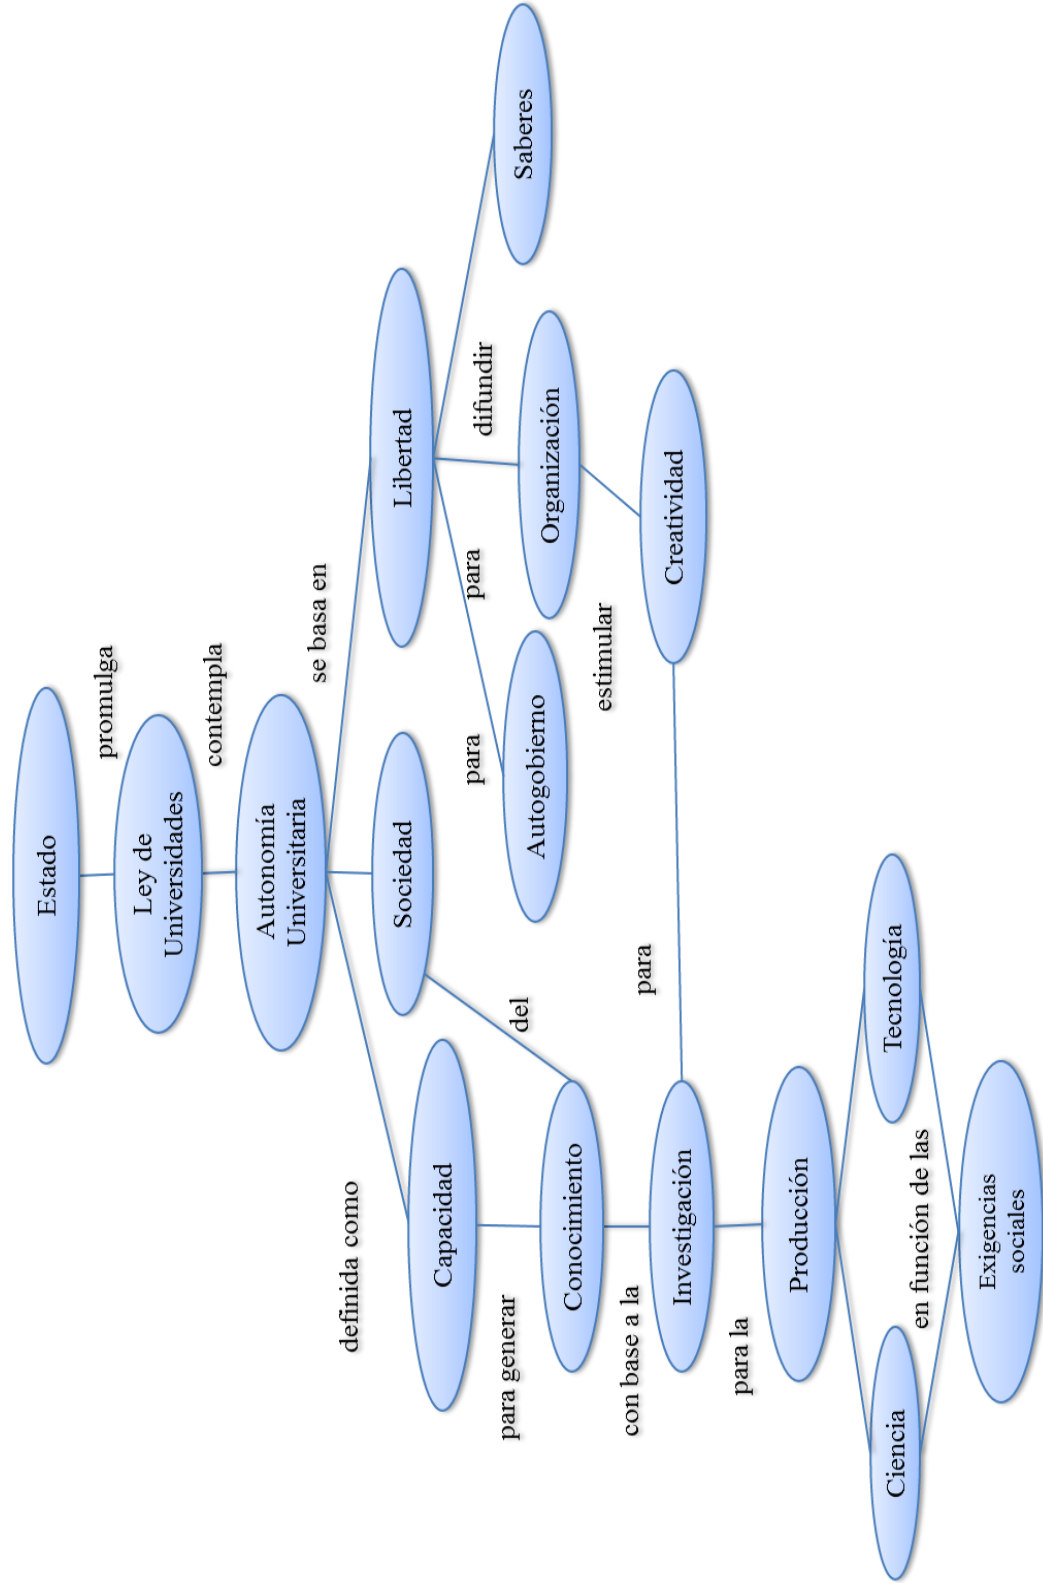 Estado
promulga
Ley de
Universidades
contempla
Autonomía
Universitaria
definida como
se basa en
Capacidad
Sociedad
Libertad
para generar
del
para
para
difundir
Conocimiento
Autogobierno
Organización
Saberes
con base a la
estimular
Investigación
para
Creatividad
para la
Producción
Ciencia
en función de las
Tecnología
Exigencias
sociales